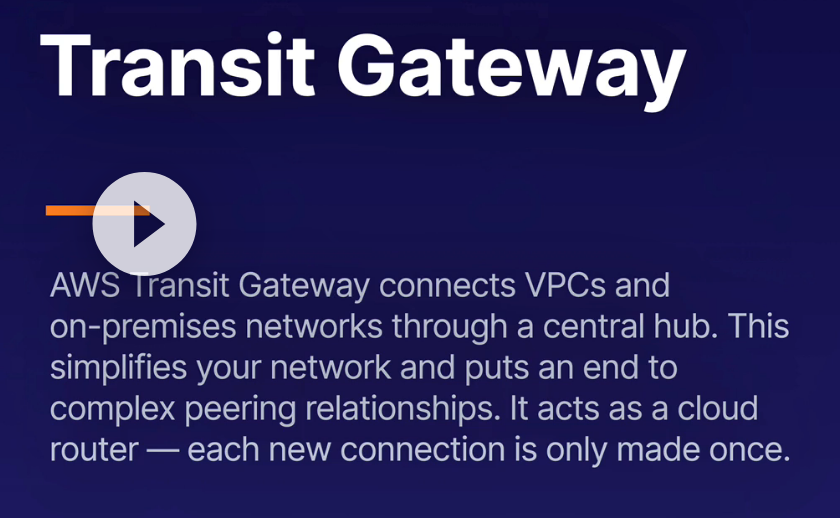 Transit Gateway
AWS Transit Gateway connects VPCs and
on-premises networks through a central hub. This
simplifies your network and puts an end to
complex peering relationships. It acts as a cloud
router — each new connection is only made once.